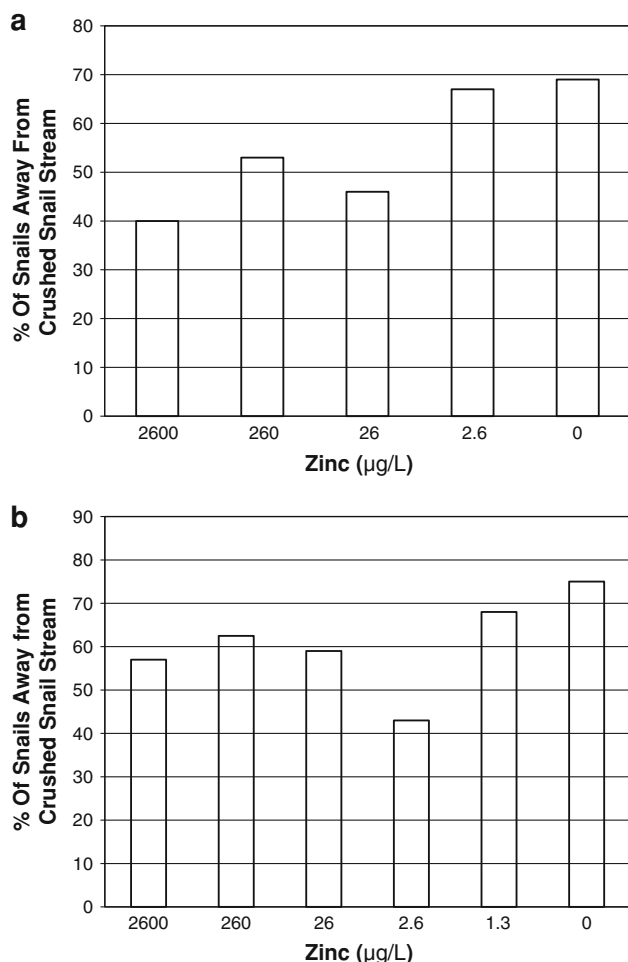 a
% Of Snails Away From
Crushed Snail Stream
80
70
60
50
40
30
20
10
0
2600 260 26 2.6 0
Zinc (µg/L)
b
% Of Snails Away from
Crushed Snail Stream
90
80
70
60
50
40
30
20
10
0
2600 260 26 2.6 1.3 0
Zinc (µg/L)